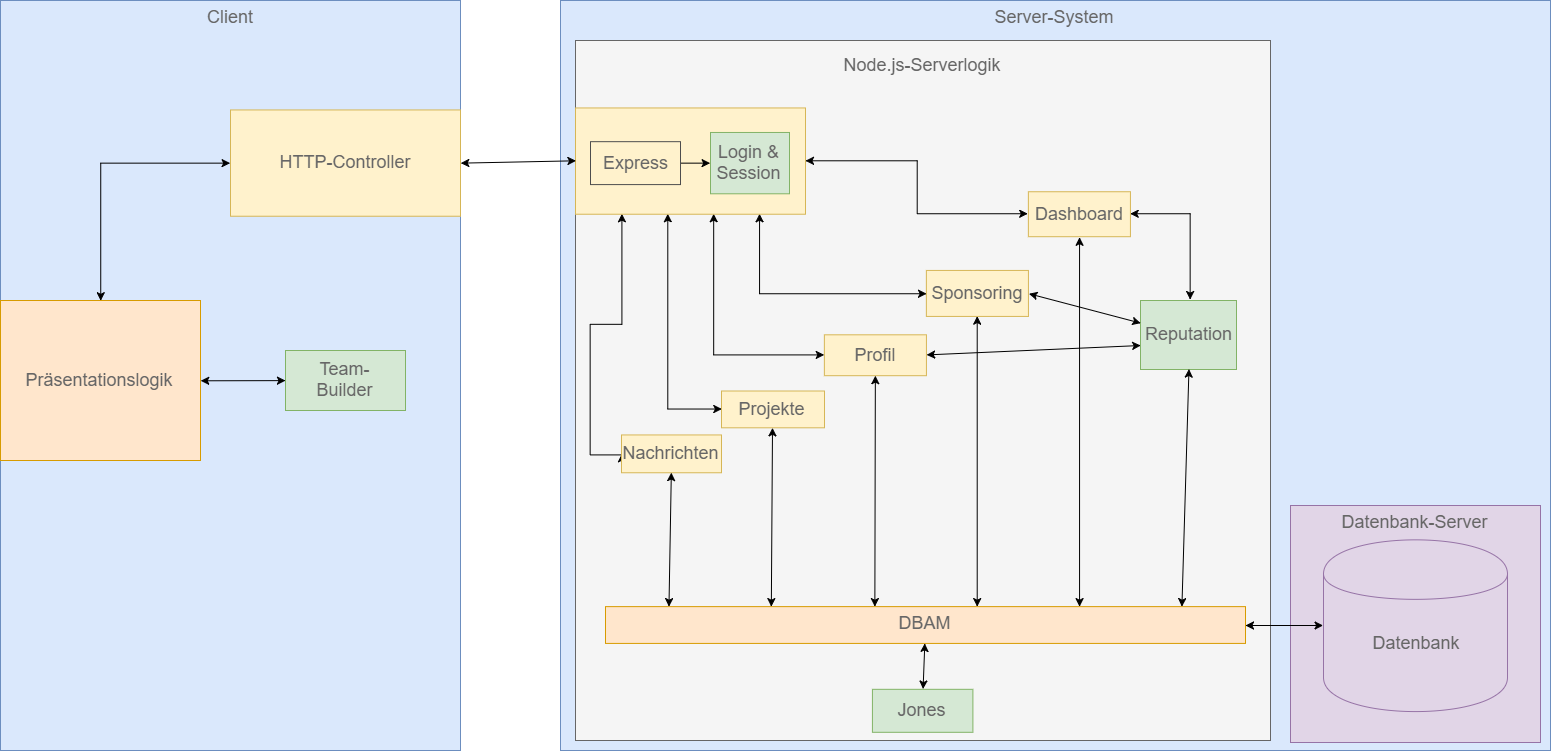 Client
Server-System
Node.js-Serverlogik
HTTP-Controller
Express
Login &
Session
Dashboard
Sponsoring
Reputation
Profil
Präsentationslogik
Team-
Builder
Projekte
Nachrichten
Datenbank-Server
DBAM
Datenbank
Jones